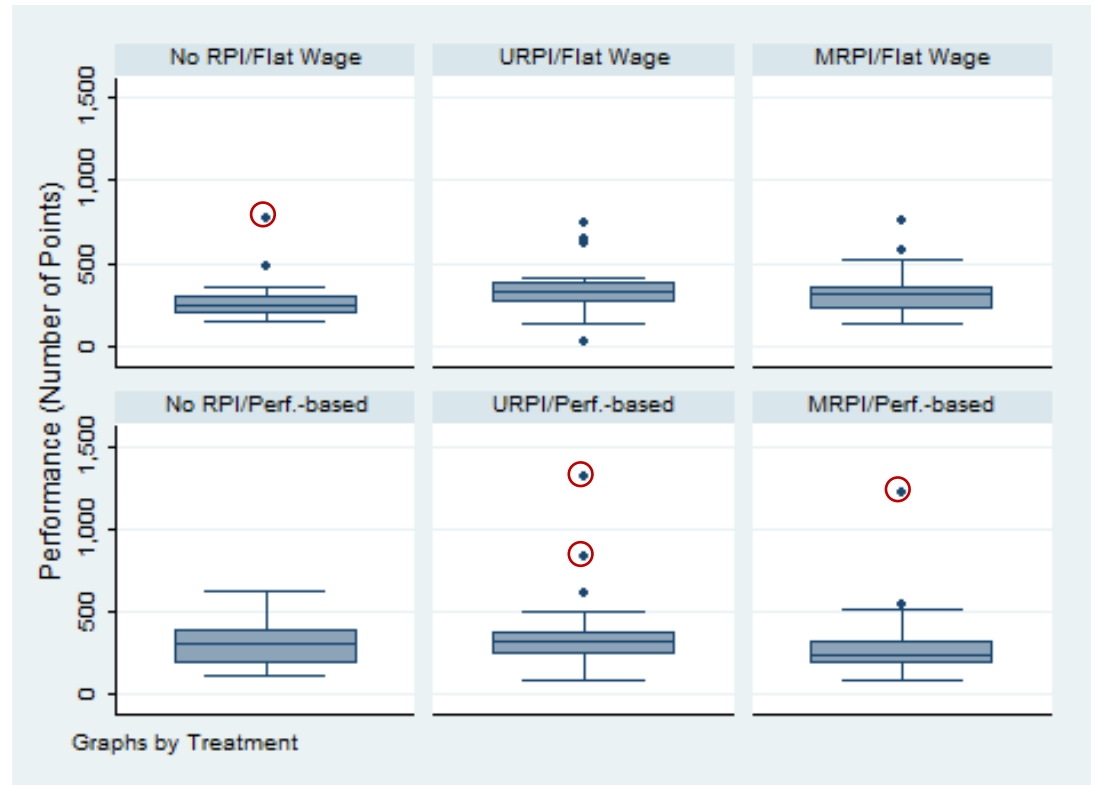 No RPI/Flat Wage
URPI/Flat Wage
MRPI/Flat Wage
Performance (Number of Points)
1,500
1,000
500
0
No RPI/Perf.-based
URPI/Perf.-based
MRPI/Perf.-based
1,500
1,000
500
0
Graphs by Treatment